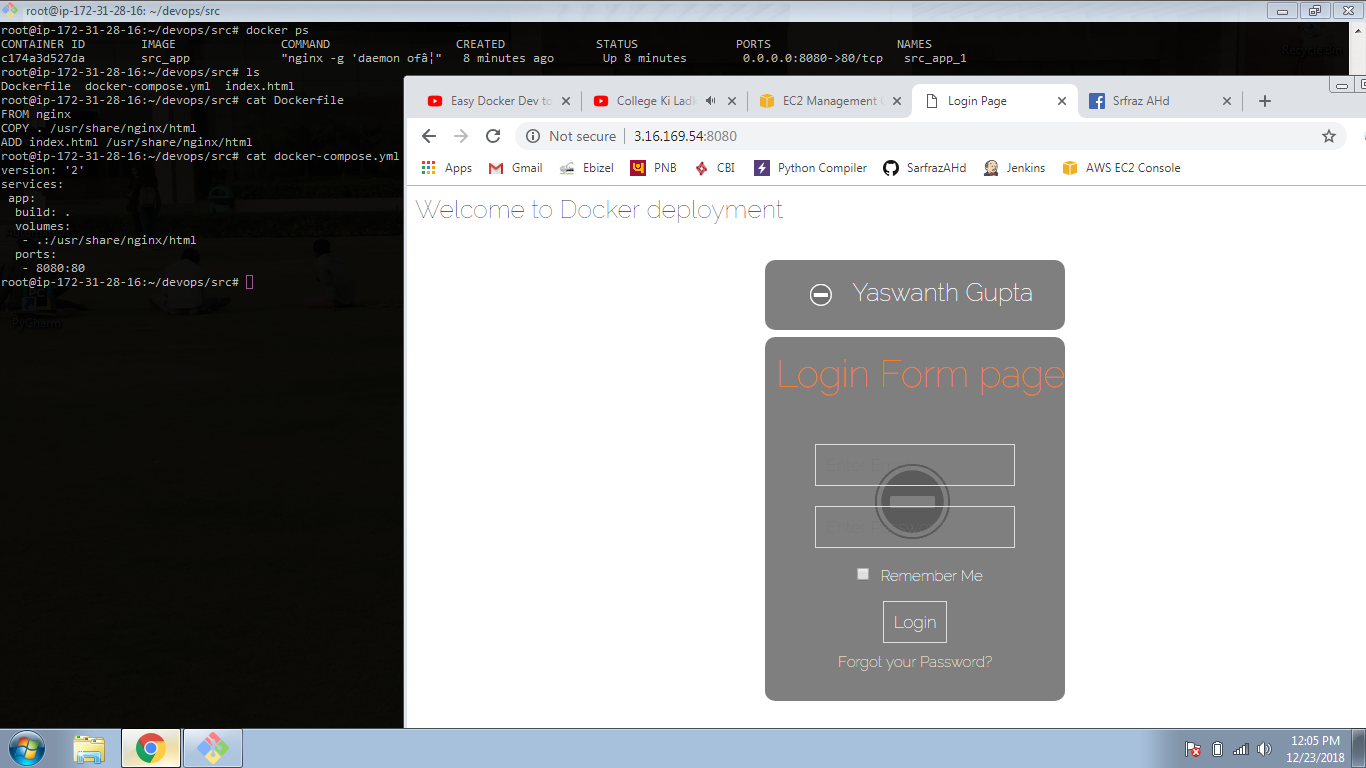 root@ip-172-31-28-16: ~/devops/src
root@ip-172-31-28-16:~/devops/src# docker ps
CONTAINER ID        IMAGE               COMMAND                  CREATED             STATUS              PORTS                  NAMES
c174a3d527da        src_app             "nginx -g 'daemon ofâ¦"   8 minutes ago       Up 8 minutes        0.0.0.0:8080->80/tcp   src_app_1
root@ip-172-31-28-16:~/devops/src# ls
Dockerfile  docker-compose.yml  index.html
root@ip-172-31-28-16:~/devops/src# cat Dockerfile
FROM nginx
COPY . /usr/share/nginx/html
ADD index.html /usr/share/nginx/html
root@ip-172-31-28-16:~/devops/src# cat docker-compose.yml
version: '2'
services:
 app:
  build: .
  volumes:
   - .:/usr/share/nginx/html
  ports:
   - 8080:80
root@ip-172-31-28-16:~/devops/src#
Easy Docker Dev to
College Ki Lad
EC2 Management
Login Page
Srfraz AHd
Not secure
3.16.169.54:8080
Apps Gmail Ebizel PNB CBI Python Compiler SarfrazAHd Jenkins AWS EC2 Console
Welcome to Docker deployment
Yaswanth Gupta
Login Form page
Remember Me
Login
Forgot your Password?
12:05 PM
12/23/2018